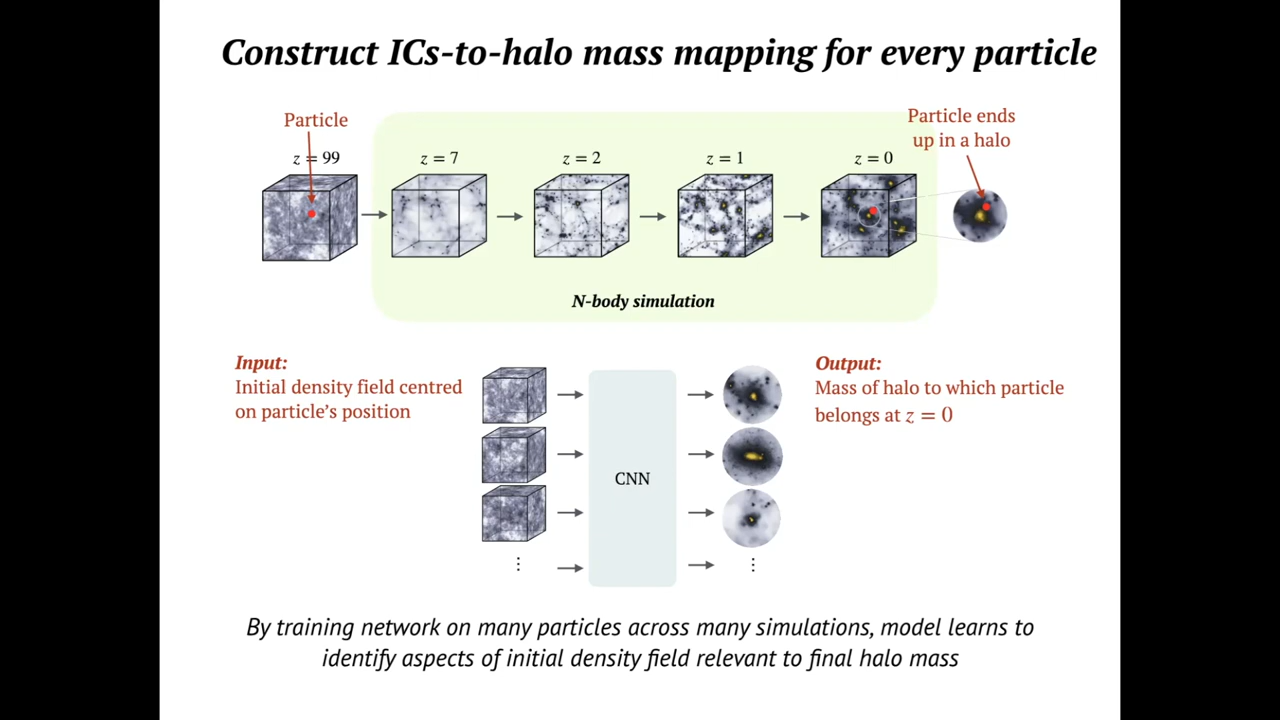 Construct ICs-to-halo mass mapping for every particle
Particle
Particle ends
up in a halo
z = 99
z = 7
z = 2
z = 1
z = 0
N-body simulation
Input:
Initial density field centred
on particle's position
CNN
Output:
Mass of halo to which particle
belongs at z = 0
By training network on many particles across many simulations, model learns to
identify aspects of initial density field relevant to final halo mass